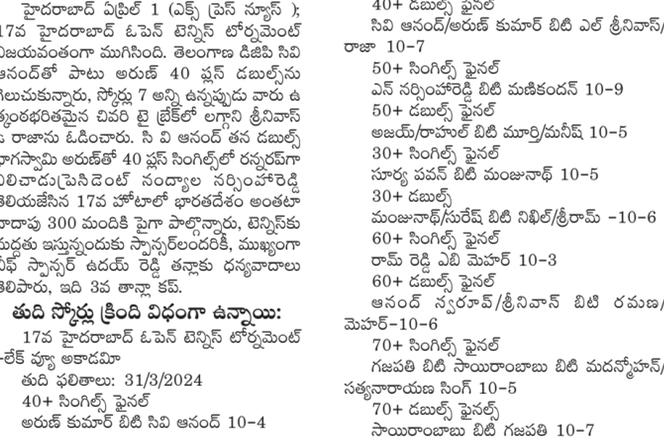 హైదరాబాద్ ఏప్రిల్ 1 (ఎక్స్ ప్రెస్ న్యూస్ );
17వ హైదరాబాద్ ఓపెన్ టెన్నిస్ టోర్నమెంట్
విజయవంతంగా ముగిసింది. తెలంగాణ డిజిపి సివి
ఆనంద్‌తో పాటు అరుణ్ 40 ప్లస్ డబుల్స్‌ను
గెలుచుకున్నారు, స్కోర్లు 7 అన్ని ఉన్నప్పుడు వారు ఉ
త్కంఠభరితమైన చివరి టై బ్రేక్‌లో లగ్గాని శ్రీనివాస్
రాజాను ఓడించారు. సి వి ఆనంద్ తన డబుల్స్
భాగస్వామి అరుణ్‌తో 40 ప్లస్ సింగిల్స్‌లో రన్నరప్‌గా
నిలిచాడుప్రెసిడెంట్ నంద్యాల నర్సింహారెడ్డి
తెలియజేసిన 17వ హోటాలో భారతదేశం అంతటా
దాదాపు 300 మందికి పైగా పాల్గొన్నారు, టెన్నిస్‌కు
మద్దతు ఇస్తున్నందుకు స్పాన్సర్‌లందరికీ, ముఖ్యంగా
చీఫ్ స్పాన్సర్ ఉదయ్ రెడ్డి తన్లాకు ధన్యవాదాలు
తెలిపారు, ఇది 3వ తాన్లా కప్.
తుది స్కోర్లు క్రింది విధంగా ఉన్నాయి:
17వ హైదరాబాద్ ఓపెన్ టెన్నిస్ టోర్నమెంట్
-లేక్ వ్యూ అకాడమీ
తుది ఫలితాలు: 31/3/2024
40+ సింగిల్స్ ఫైనల్
అరుణ్ కుమార్ బిటి సివి ఆనంద్ 10-4
40+ డబుల్స్ ఫైనల్
సివి ఆనంద్/అరుణ్ కుమార్ బిటి ఎల్ శ్రీనివాస్/
రాజా 10-7
50+ సింగిల్స్ ఫైనల్
ఎన్ నర్సింహారెడ్డి బిటి మణికందన్ 10-9
50+ డబుల్స్ ఫైనల్
అజయ్/రాహుల్ బిటి మూర్తి/మనీష్ 10-5
30+ సింగిల్స్ ఫైనల్
సూర్య పవన్ బిటి మంజునాథ్ 10-5
30+ డబుల్స్
మంజునాథ్/సురేష్ బిటి నిఖిల్/శ్రీరామ్ -10-6
60+ సింగిల్స్ ఫైనల్
రామ్ రెడ్డి ఎబి మెహర్ 10-3
60+ డబుల్స్ ఫైనల్
ఆనంద్ స్వరూవ్/శ్రీనివాన్ బిటి రమణ/
మెహర్-10-6
70+ సింగిల్స్ ఫైనల్
గజపతి బిటి సాయిరాంబాబు బిటి మదన్మోహన్/
సత్యనారాయణ సింగ్ 10-5
70+ డబుల్స్ ఫైనల్స్
సాయిరాంబాబు బిటి గజపతి 10-7